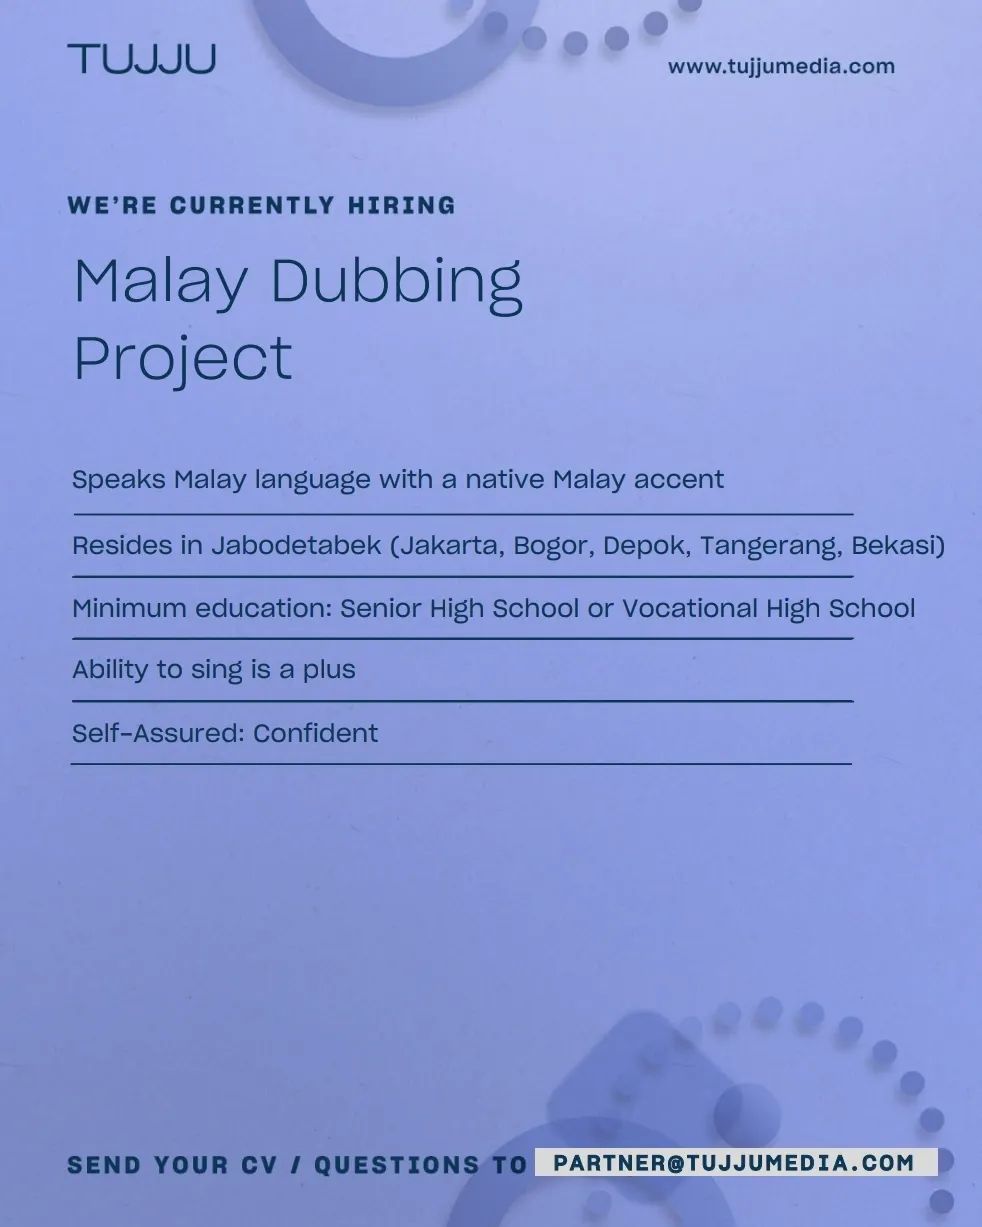 TUJJU
www.tujjumedia.com
WE'RE CURRENTLY HIRING
Malay Dubbing
Project
Speaks Malay language with a native Malay accent
Resides in Jabodetabek (Jakarta, Bogor, Depok, Tangerang, Bekasi)
Minimum education: Senior High School or Vocational High School
Ability to sing is a plus
Self-Assured: Confident
SEND YOUR CV / QUESTIONS TO PARTNER@TUJJUMEDIA.COM